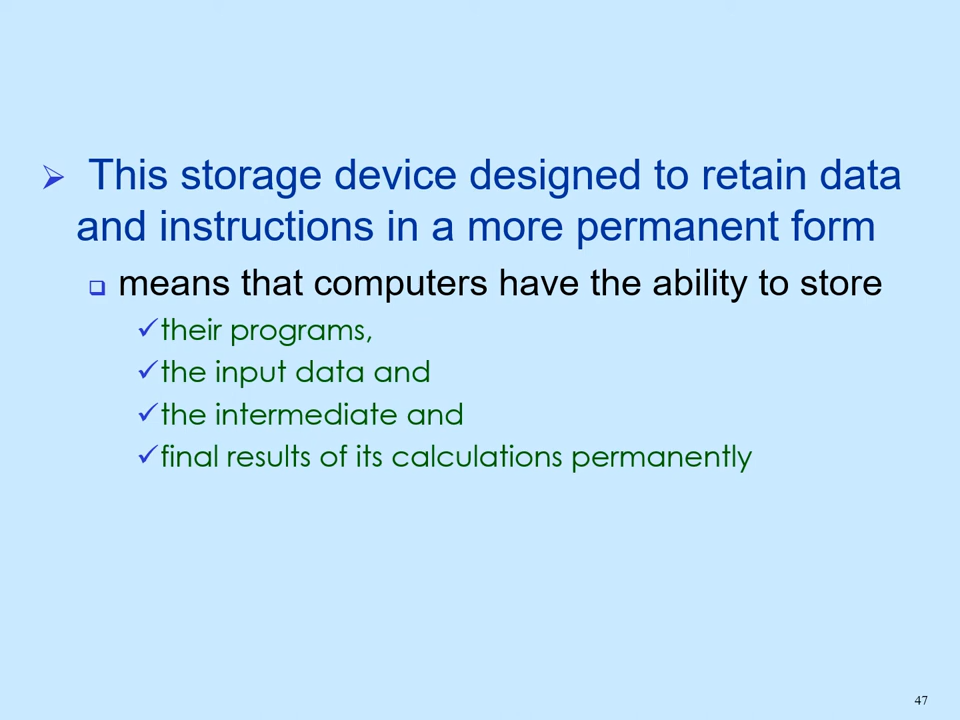 This storage device designed to retain data
and instructions in a more permanent form
means that computers have the ability to store
their programs,
the input data and
the intermediate and
final results of its calculations permanently
47